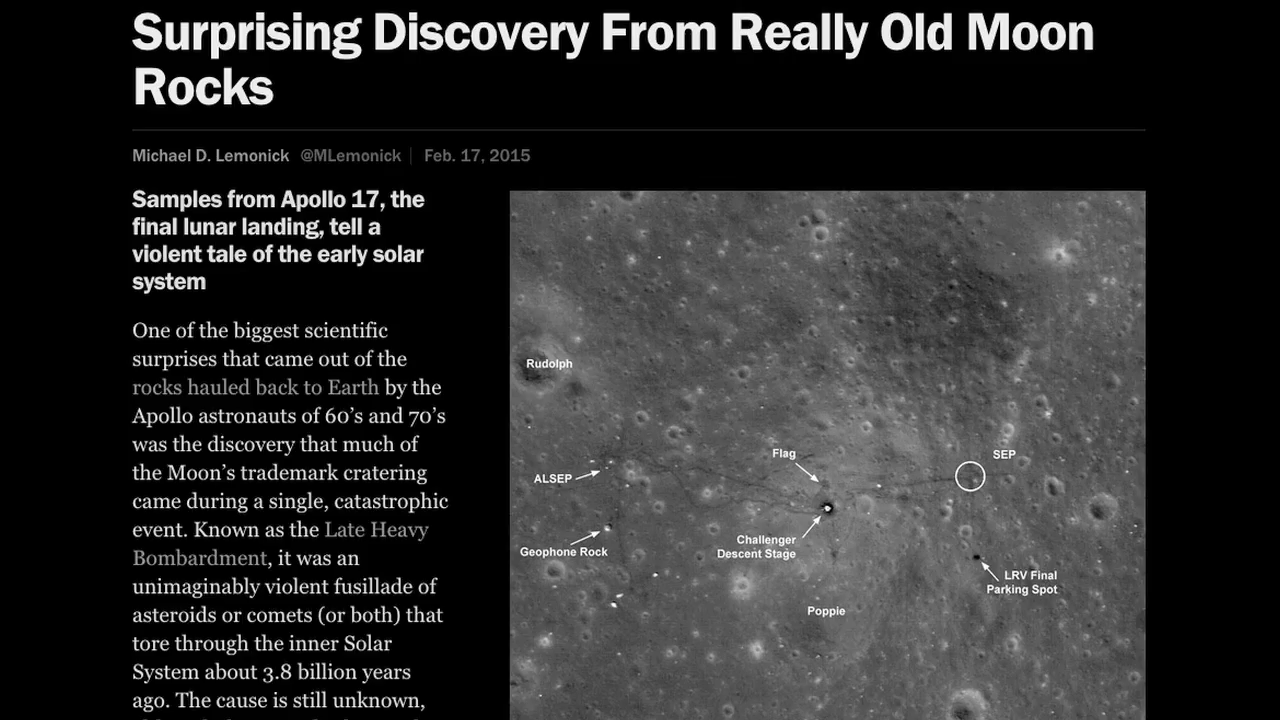 Surprising Discovery From Really Old Moon
Rocks
Michael D. Lemonick @MLemonick Feb. 17, 2015
Samples from Apollo 17, the
final lunar landing, tell a
violent tale of the early solar
system
One of the biggest scientific
surprises that came out of the
rocks hauled back to Earth by the
Apollo astronauts of 60’s and 70’s
was the discovery that much of
the Moon’s trademark cratering
came during a single, catastrophic
event. Known as the Late Heavy
Bombardment, it was an
unimaginably violent fusillade of
asteroids or comets (or both) that
tore through the inner Solar
System about 3.8 billion years
ago. The cause is still unknown,
Rudolph
Flag
SEP
ALSEP
Challenger
Descent Stage
Geophone Rock
LRV Final
Parking Spot
Poppie